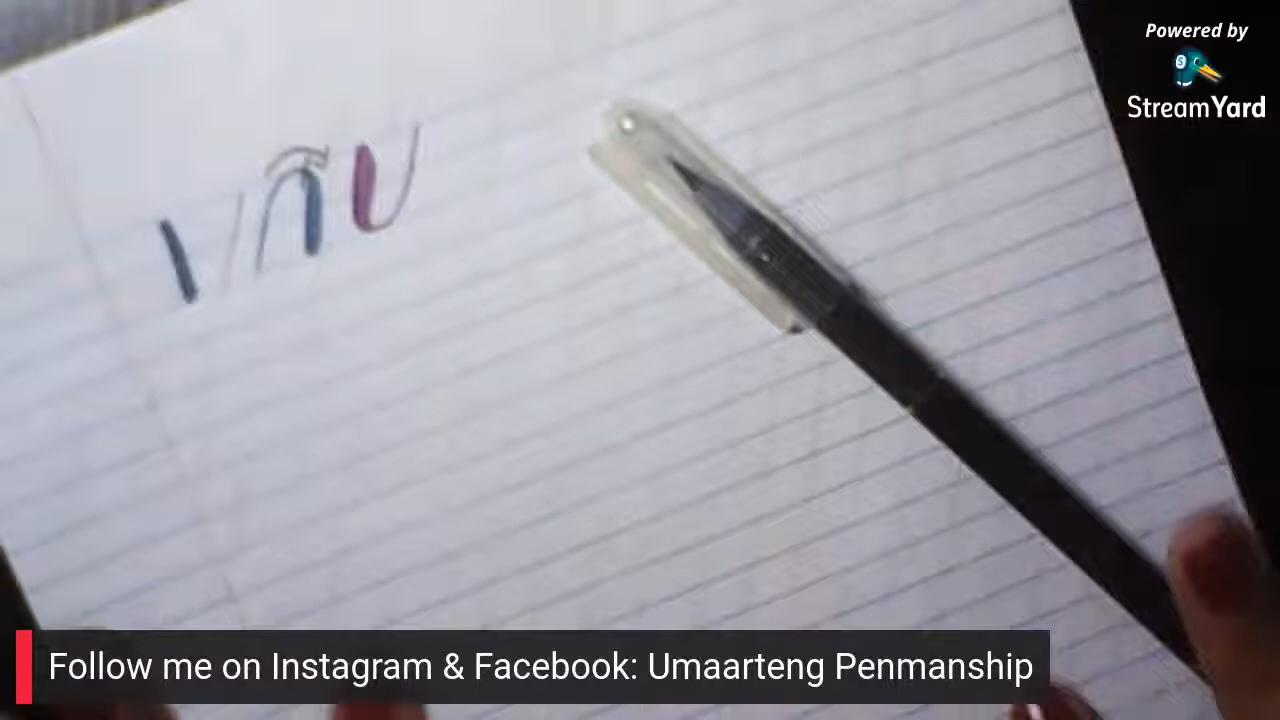 Powered by
StreamYard
Follow me on Instagram & Facebook: Umaarteng Penmanship